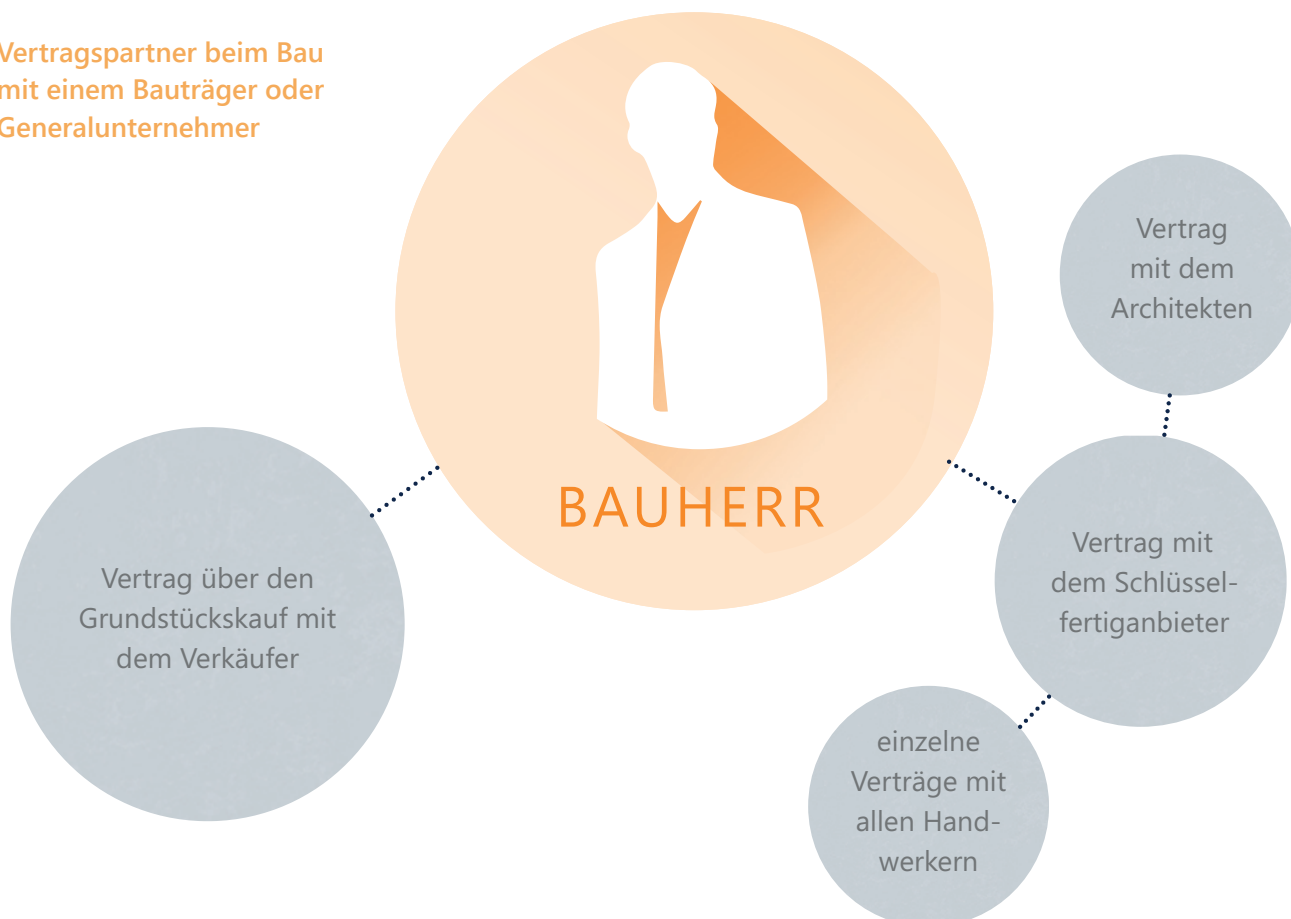 Vertragspartner beim Bau
mit einem Bauträger oder
Generalunternehmer
Vertrag
mit dem
Architekten
BAUHERR
Vertrag mit
dem Schlüssel-
fertiganbieter
Vertrag über den
Grundstückskauf mit
dem Verkäufer
einzelne
Verträge mit
allen Hand-
werkern